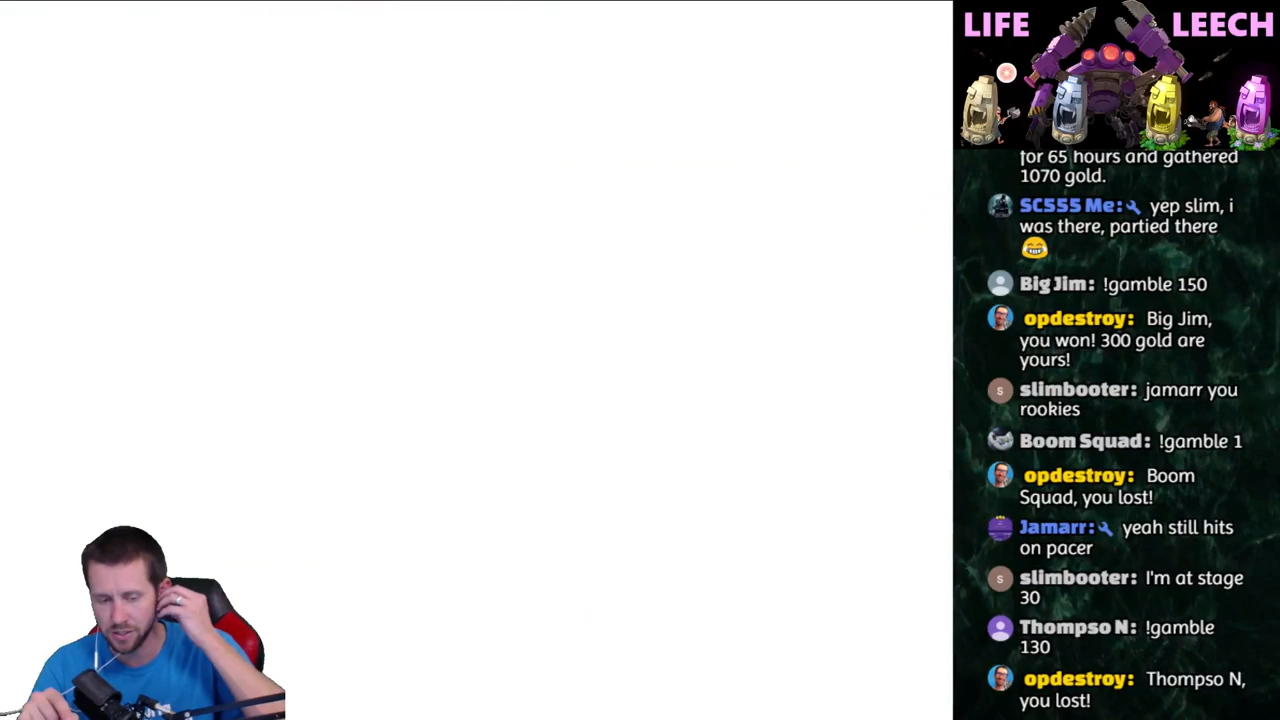 LIFE LEECH
for 65 hours and gathered
1070 gold.
SC555 Me: yep slim, i
was there, partied there
😂
Big Jim: !gamble 150
opdestroy: Big Jim,
you won! 300 gold are
yours!
S slimbooter: jamarr you
rookies
Boom Squad: !gamble 1
opdestroy: Boom
Squad, you lost!
Jamarr: yeah still hits
on pacer
S slimbooter: I'm at stage
30
Thompso N: !gamble
130
opdestroy: Thompso N,
you lost!